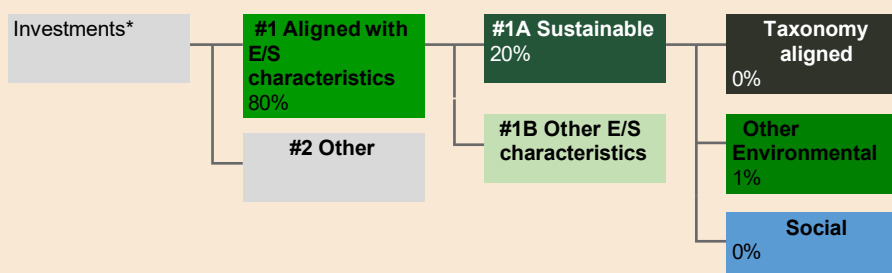 Investments*
#1 Aligned with
E/S
characteristics
80%
#2 Other
#1A Sustainable
20%
#1B Other E/S
characteristics
Taxonomy
aligned
0%
Other
Environmental
1%
Social
0%